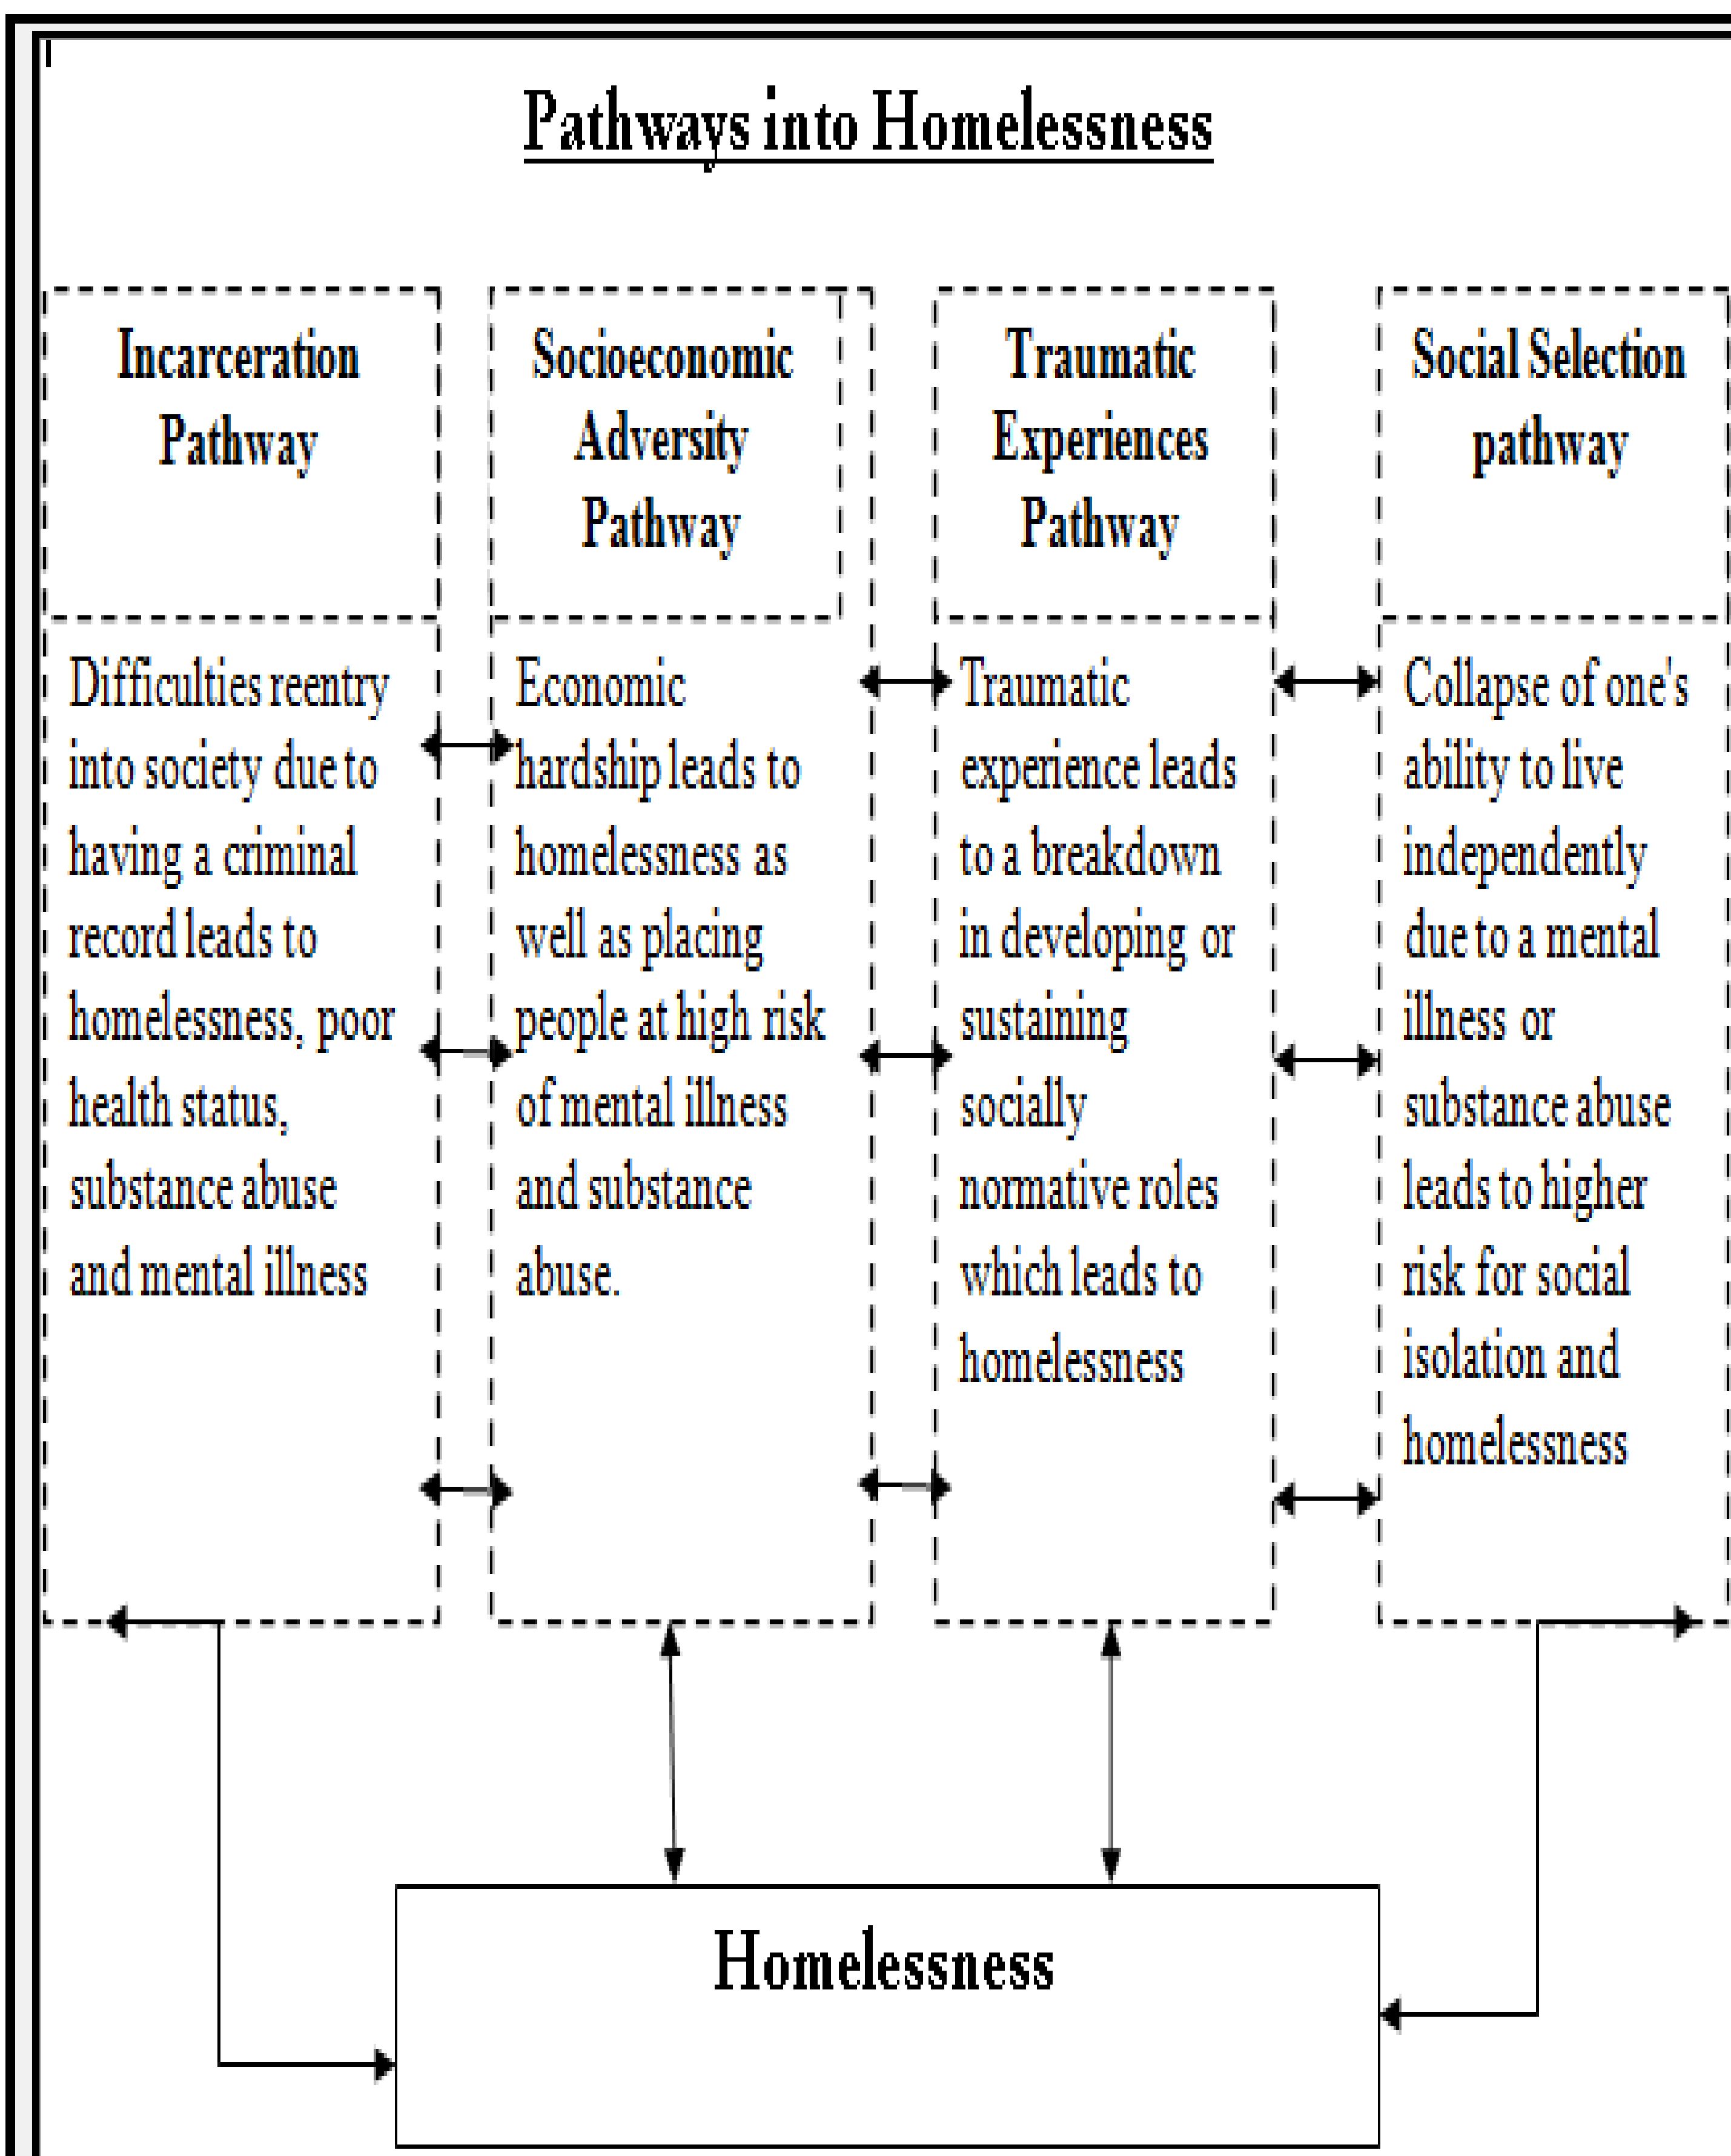 Pathways into Homelessness
Incarceration
Pathway
Difficulties reentry
into society due to
having a criminal
record leads to
homelessness, poor
health status,
substance abuse
and mental illness
Socioeconomic
Adversity
Pathway
Economic
hardship leads to
homelessness as
well as placing
people at high risk
of mental illness
and substance
abuse.
Traumatic
Experiences
Pathway
Traumatic
experience leads
to a breakdown
in developing or
sustaining
socially
normative roles
which leads to
homelessness
Social Selection
pathway
Collapse of one's
ability to live
independently
due to a mental
illness or
substance abuse
leads to higher
risk for social
isolation and
homelessness
Homelessness